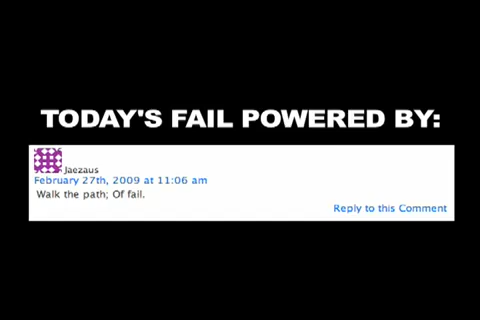 TODAY'S FAIL POWERED BY:
Jaezaus
February 27th, 2009 at 11:06 am
Walk the path; Of fail.
Reply to this Comment